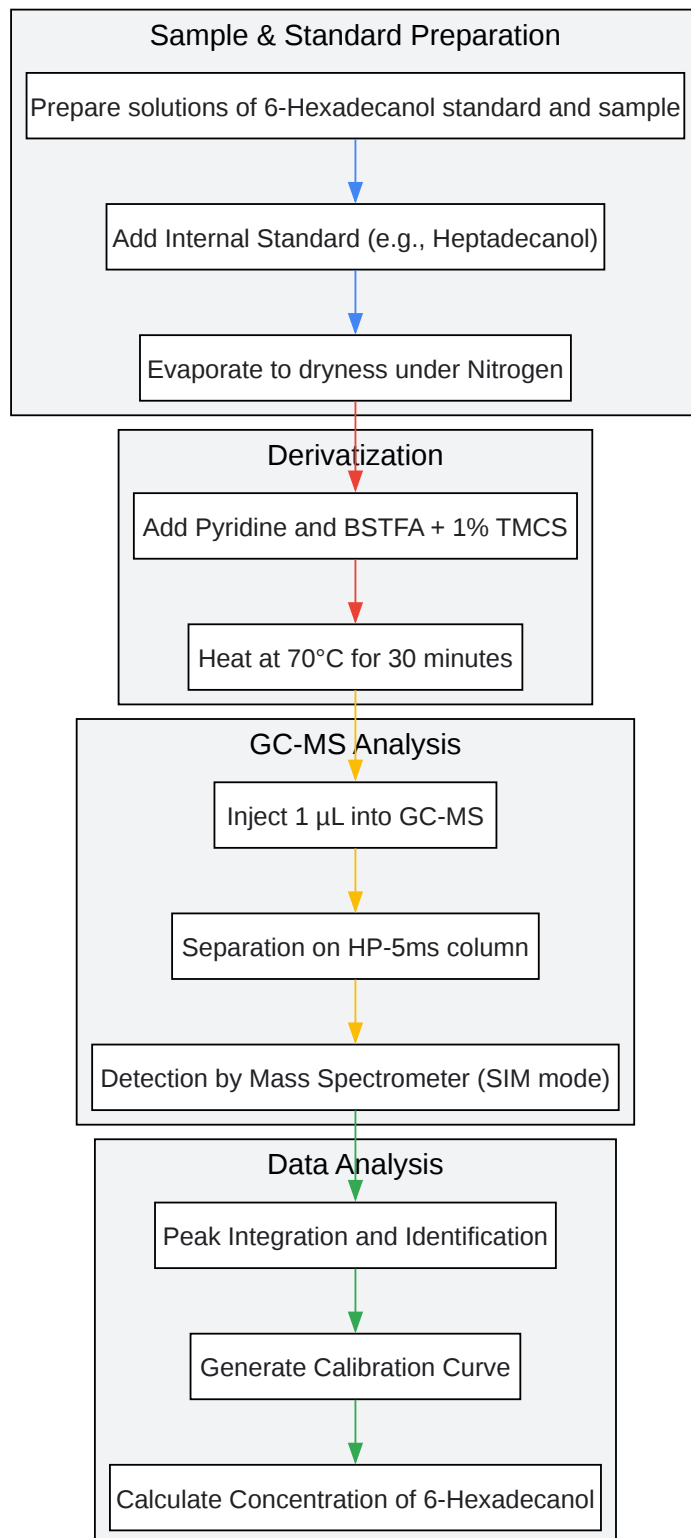 Sample & Standard Preparation
Prepare solutions of 6-Hexadecanol standard and sample
Add Internal Standard (e.g., Heptadecanol)
Evaporate to dryness under Nitrogen
Derivatization
Add Pyridine and BSTFA + 1% TMCS
Heat at 70°C for 30 minutes
GC-MS Analysis
Inject 1 µL into GC-MS
Separation on HP-5ms column
Detection by Mass Spectrometer (SIM mode)
Data Analysis
Peak Integration and Identification
Generate Calibration Curve
Calculate Concentration of 6-Hexadecanol